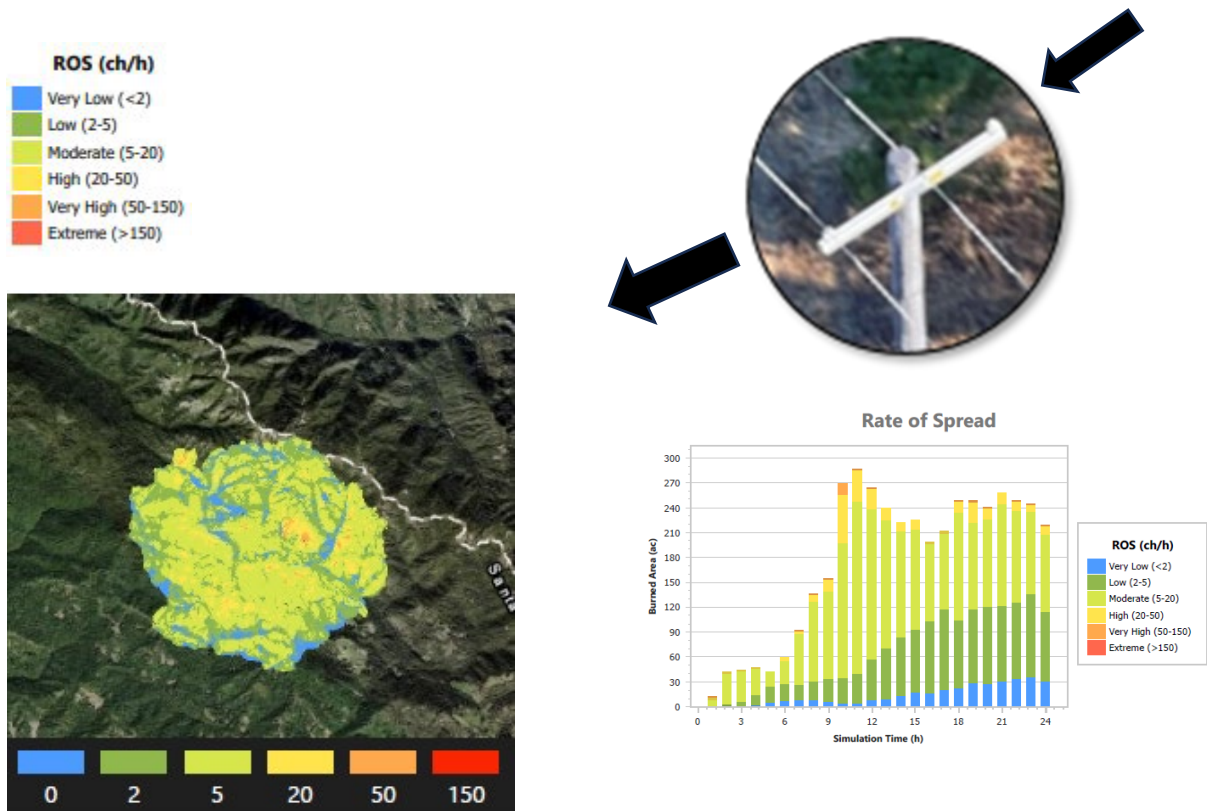 ROS (ch/h)
Very Low (<2)
Low (2-5)
Moderate (5-20)
High (20-50)
Very High (50-150)
Extreme (>150)
Santa
0 2 5 20 50 150
Rate of Spread
300
270
240
210
180
150
120
90
60
30
0
Burned Area (ac)
0 3 6 9 12 15 18 21 24
Simulation Time (h)
ROS (ch/h)
Very Low (<2)
Low (2-5)
Moderate (5-20)
High (20-50)
Very High (50-150)
Extreme (>150)